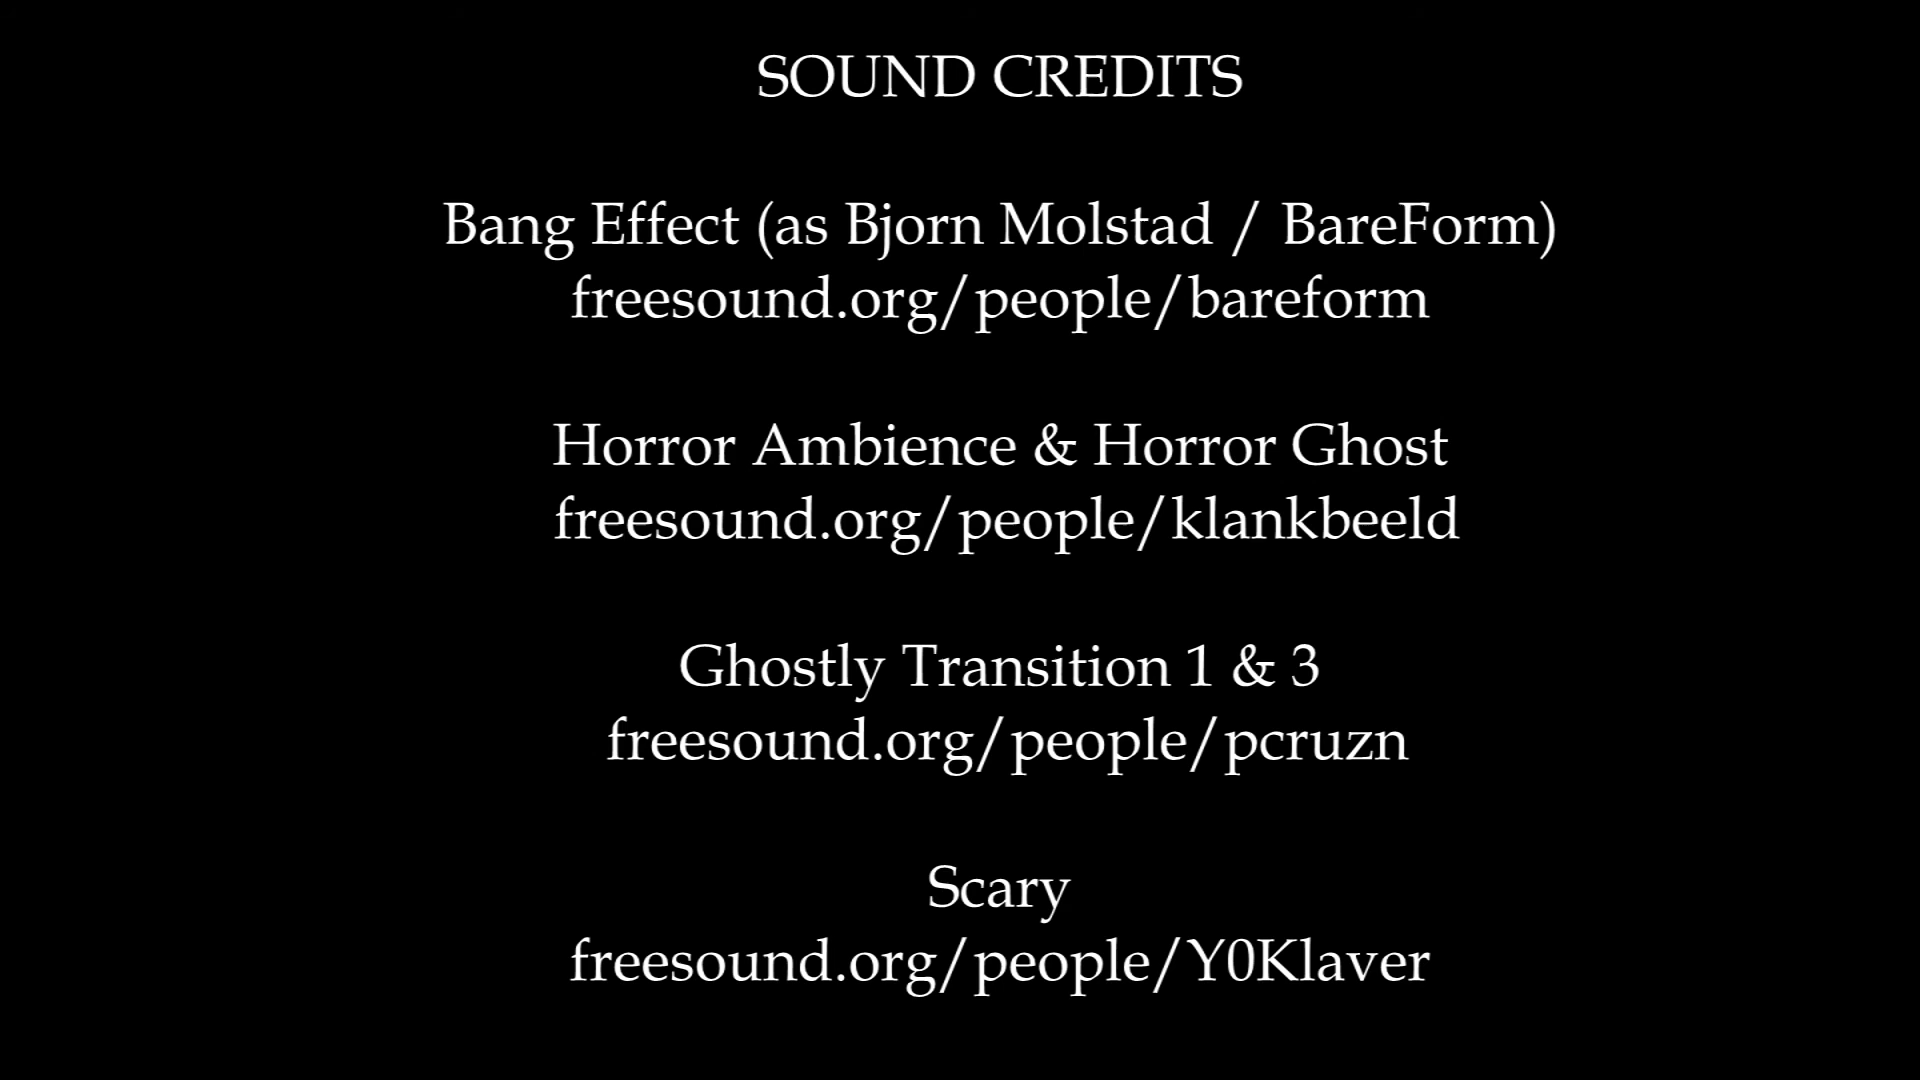 SOUND CREDITS
Bang Effect (as Bjorn Molstad / BareForm)
freesound.org/people/bareform
Horror Ambience & Horror Ghost
freesound.org/people/klankbeeld
Ghostly Transition 1 & 3
freesound.org/people/pcruzn
Scary
freesound.org/people/Y0Klaver